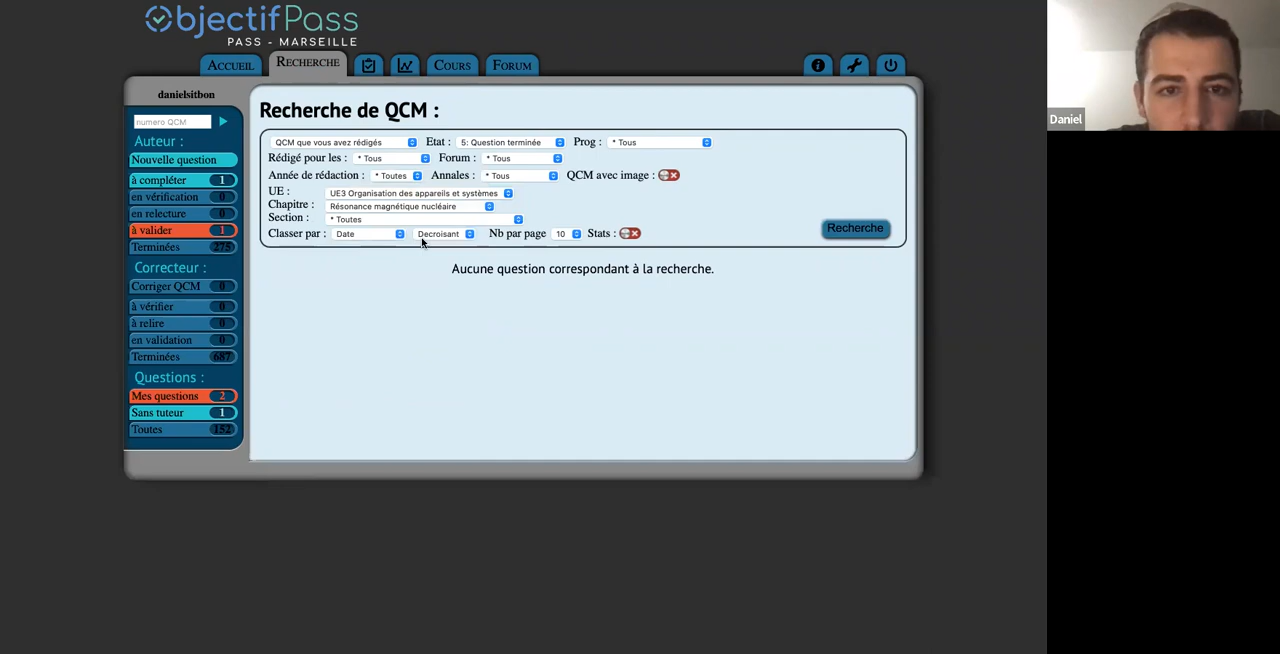 ObjectifPass
PASS - MARSEILLE
ACCUEIL RECHERCHE COURS FORUM
danielsitbon
numero QCM
Auteur :
Nouvelle question
à compléter 1
en vérification 0
en relecture 0
à valider 1
Terminées 275
Correcteur :
Corriger QCM 0
à vérifier 0
à relire 0
en validation 0
Terminées 687
Questions :
Mes questions 2
Sans tuteur 1
Toutes 152
Recherche de QCM :
QCM que vous avez rédigés Etat : 5: Question terminée Prog : * Tous
Rédigé pour les : * Tous Forum : * Tous
Année de rédaction : * Toutes Annales : * Tous QCM avec image :
UE : UE3 Organisation des appareils et systèmes
Chapitre : Résonance magnétique nucléaire
Section : * Toutes
Classer par : Date Decroisant Nb par page 10 Stats :
Recherche
Aucune question correspondant à la recherche.
Daniel